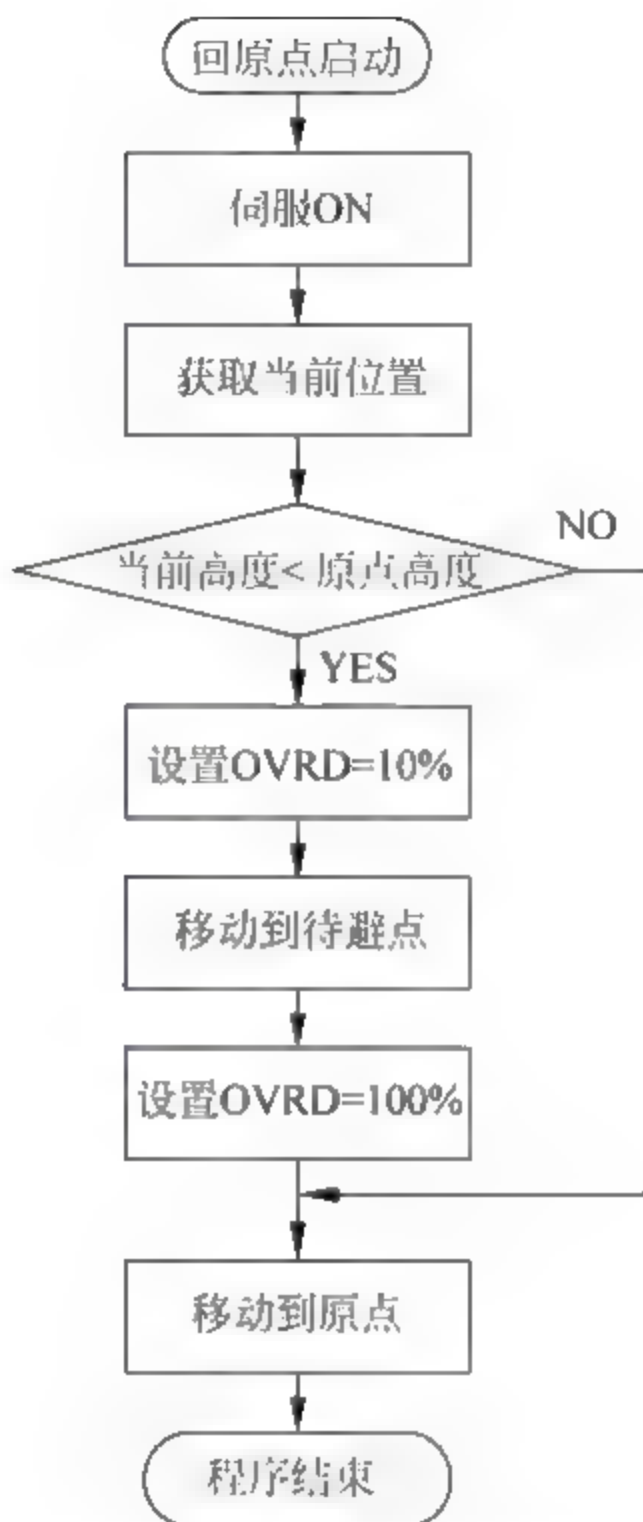 回原点启动
伺服ON
获取当前位置
当前高度<原点高度
NO
YES
设置OVRD=10%
移动到待避点
设置OVRD=100%
移动到原点
程序结束